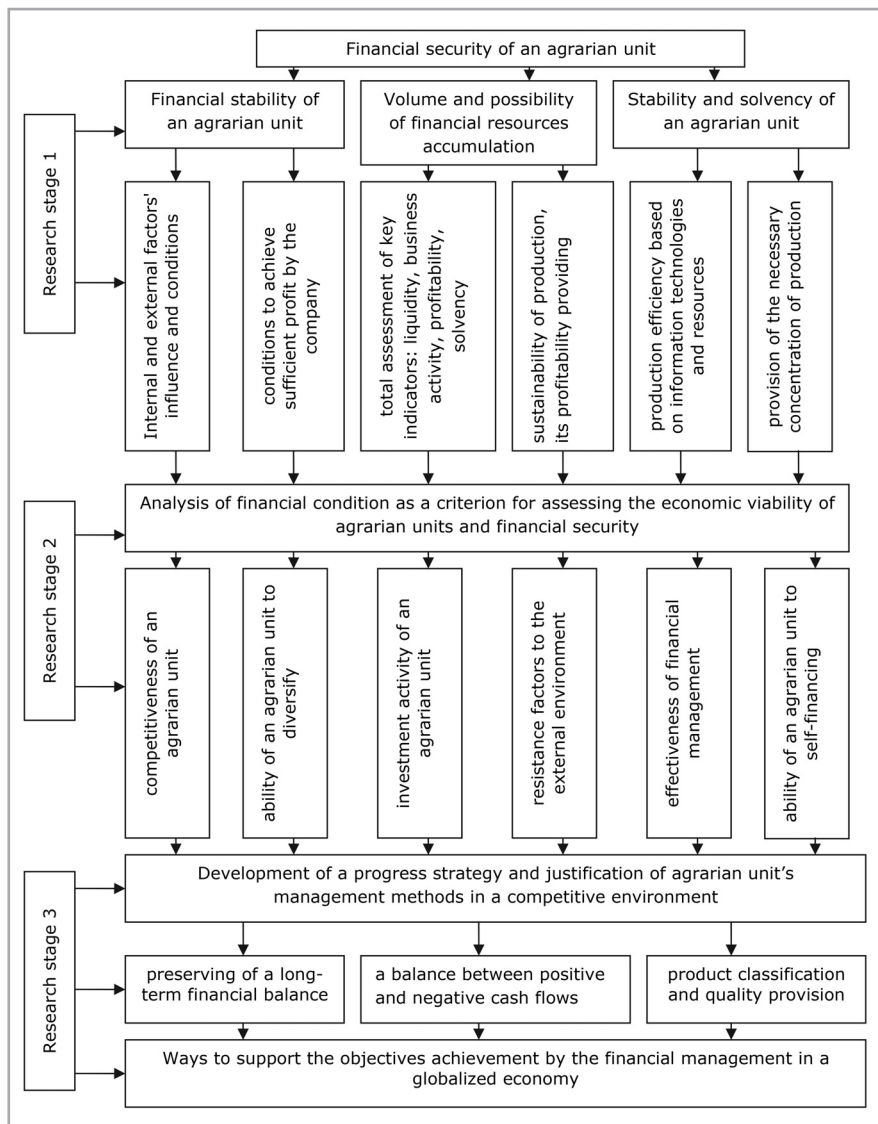 Financial security of an agrarian unit
Research stage 1
Financial stability of
an agrarian unit
Volume and possibility
of financial resources
accumulation
Stability and solvency of
an agrarian unit
Internal and external factors'
influence and conditions
conditions to achieve
sufficient profit by the
company
total assessment of key
indicators: liquidity, business
activity, profitability,
solvency
sustainability of production,
its profitability providing
production efficiency based
on information technologies
and resources
provision of the necessary
concentration of production
Research stage 2
Analysis of financial condition as a criterion for assessing the economic viability of
agrarian units and financial security
competitiveness of an
agrarian unit
ability of an agrarian unit to
diversify
investment activity of an
agrarian unit
resistance factors to the
external environment
effectiveness of financial
management
ability of an agrarian unit to
self-financing
Research stage 3
Development of a progress strategy and justification of agrarian unit’s
management methods in a competitive environment
preserving of a long-
term financial balance
a balance between positive
and negative cash flows
product classification
and quality provision
Ways to support the objectives achievement by the financial management in a
globalized economy